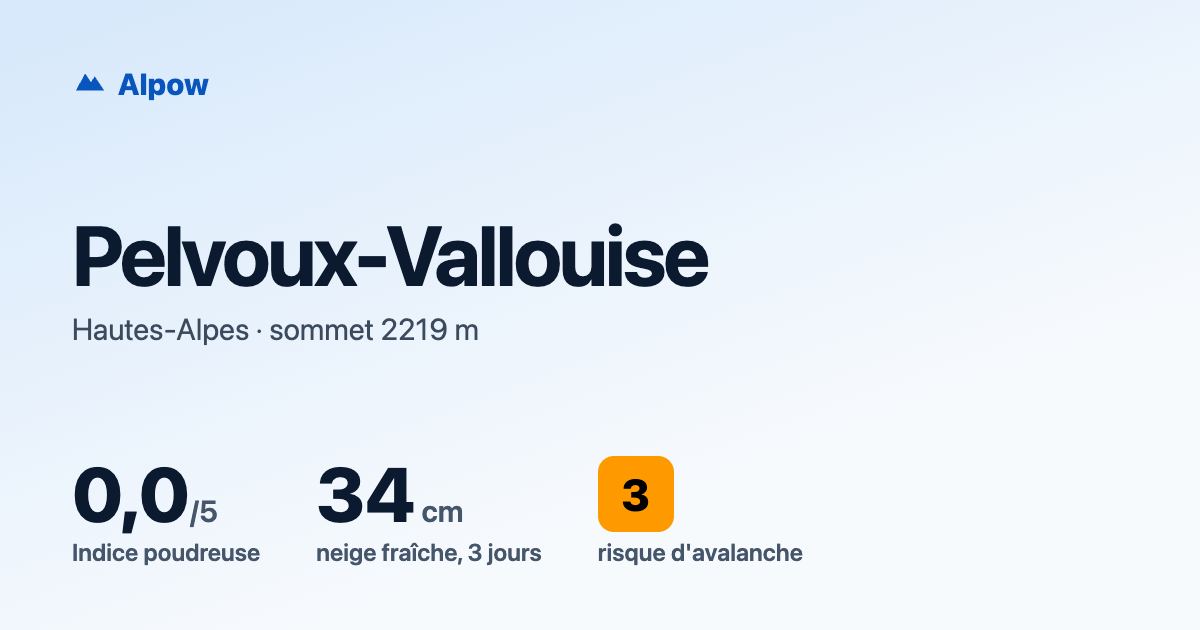 Alpow
Pelvoux-Vallouise
Hautes-Alpes · sommet 2219 m
0,0/5
Indice poudreuse
34 cm
neige fraîche, 3 jours
3
risque d'avalanche